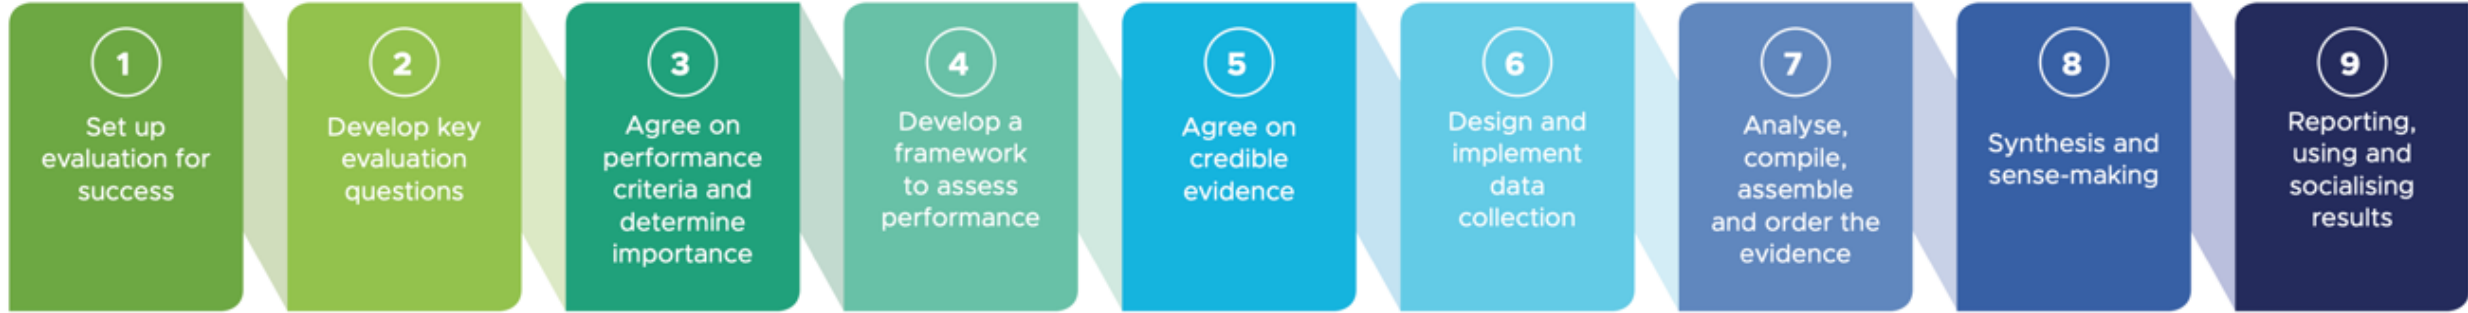 1
Set up
evaluation for
success
2
Develop key
evaluation
questions
3
Agree on
performance
criteria and
determine
importance
4
Develop a
framework
to assess
performance
5
Agree on
credible
evidence
6
Design and
implement
data
collection
7
Analyse,
compile,
assemble
and order the
evidence
8
Synthesis and
sense-making
9
Reporting,
using and
socialising
results